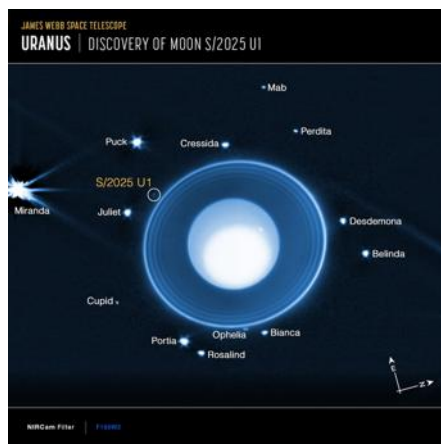 JAMES WEBB SPACE TELESCOPE
URANUS | DISCOVERY OF MOON S/2025 U1
Mab
Perdita
Puck
Cressida
S/2025 U1
Miranda
Juliet
Desdemona
Belinda
Cupid
Ophelia
Bianca
Portia
Rosalind
E
N
NIRCam Filter